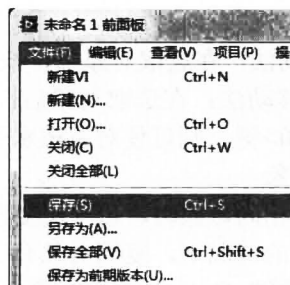 未命名 1 前面板
文件(F) 编辑(E) 查看(V) 项目(P) 操
新建VI Ctrl+N
新建(N)...
打开(O)... Ctrl+O
关闭(C) Ctrl+W
关闭全部(L)
保存(S) Ctrl+S
另存为(A)...
保存全部(V) Ctrl+Shift+S
保存为前期版本(U)...